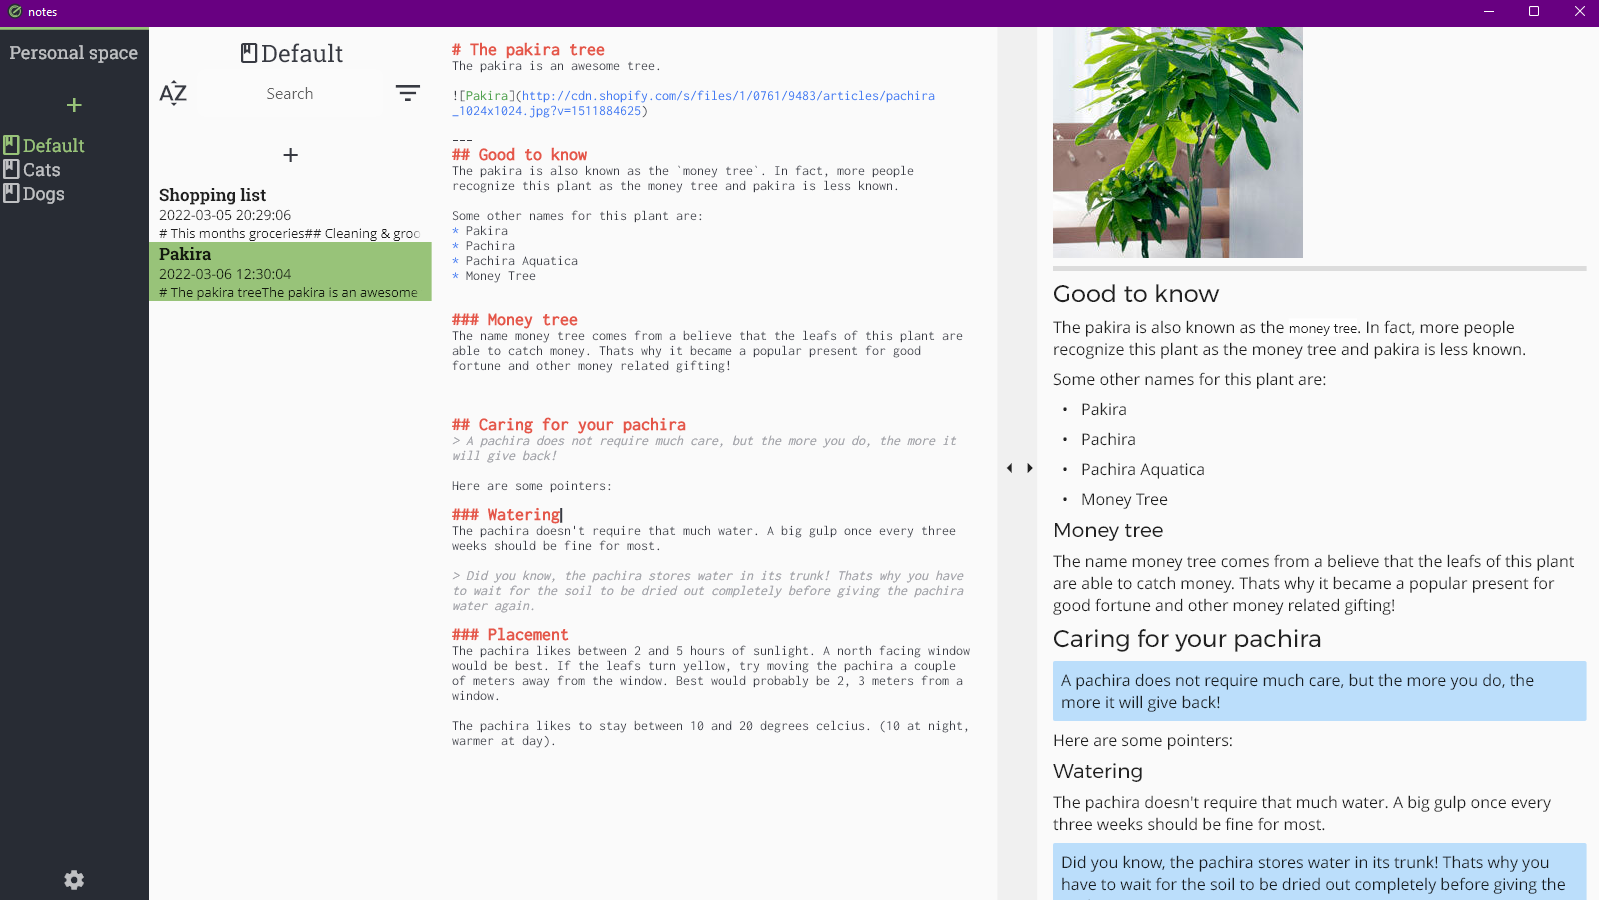 notes
Personal space
+
Default
Cats
Dogs
Default
AZ
Search
+
Shopping list
2022-03-05 20:29:06
# This months groceries## Cleaning & groc
Pakira
2022-03-06 12:30:04
# The pakira treeThe pakira is an awesome
# The pakira tree
The pakira is an awesome tree.
![Pakira](http://cdn.shopify.com/s/files/1/0761/9483/articles/pachira
_1024x1024.jpg?v=1511884625)
---
## Good to know
The pakira is also known as the `money tree`. In fact, more people
recognize this plant as the money tree and pakira is less known.
Some other names for this plant are:
* Pakira
* Pachira
* Pachira Aquatica
* Money Tree
### Money tree
The name money tree comes from a believe that the leafs of this plant are
able to catch money. Thats why it became a popular present for good
fortune and other money related gifting!
## Caring for your pachira
> A pachira does not require much care, but the more you do, the more it
will give back!
Here are some pointers:
### Watering
The pachira doesn't require that much water. A big gulp once every three
weeks should be fine for most.
> Did you know, the pachira stores water in its trunk! Thats why you have
to wait for the soil to be dried out completely before giving the pachira
water again.
### Placement
The pachira likes between 2 and 5 hours of sunlight. A north facing window
would be best. If the leafs turn yellow, try moving the pachira a couple
of meters away from the window. Best would probably be 2, 3 meters from a
window.
The pachira likes to stay between 10 and 20 degrees celcius. (10 at night,
warmer at day).
Good to know
The pakira is also known as the money tree. In fact, more people
recognize this plant as the money tree and pakira is less known.
Some other names for this plant are:
• Pakira
• Pachira
• Pachira Aquatica
• Money Tree
Money tree
The name money tree comes from a believe that the leafs of this plant
are able to catch money. Thats why it became a popular present for
good fortune and other money related gifting!
Caring for your pachira
A pachira does not require much care, but the more you do, the
more it will give back!
Here are some pointers:
Watering
The pachira doesn't require that much water. A big gulp once every
three weeks should be fine for most.
Did you know, the pachira stores water in its trunk! Thats why you
have to wait for the soil to be dried out completely before giving the